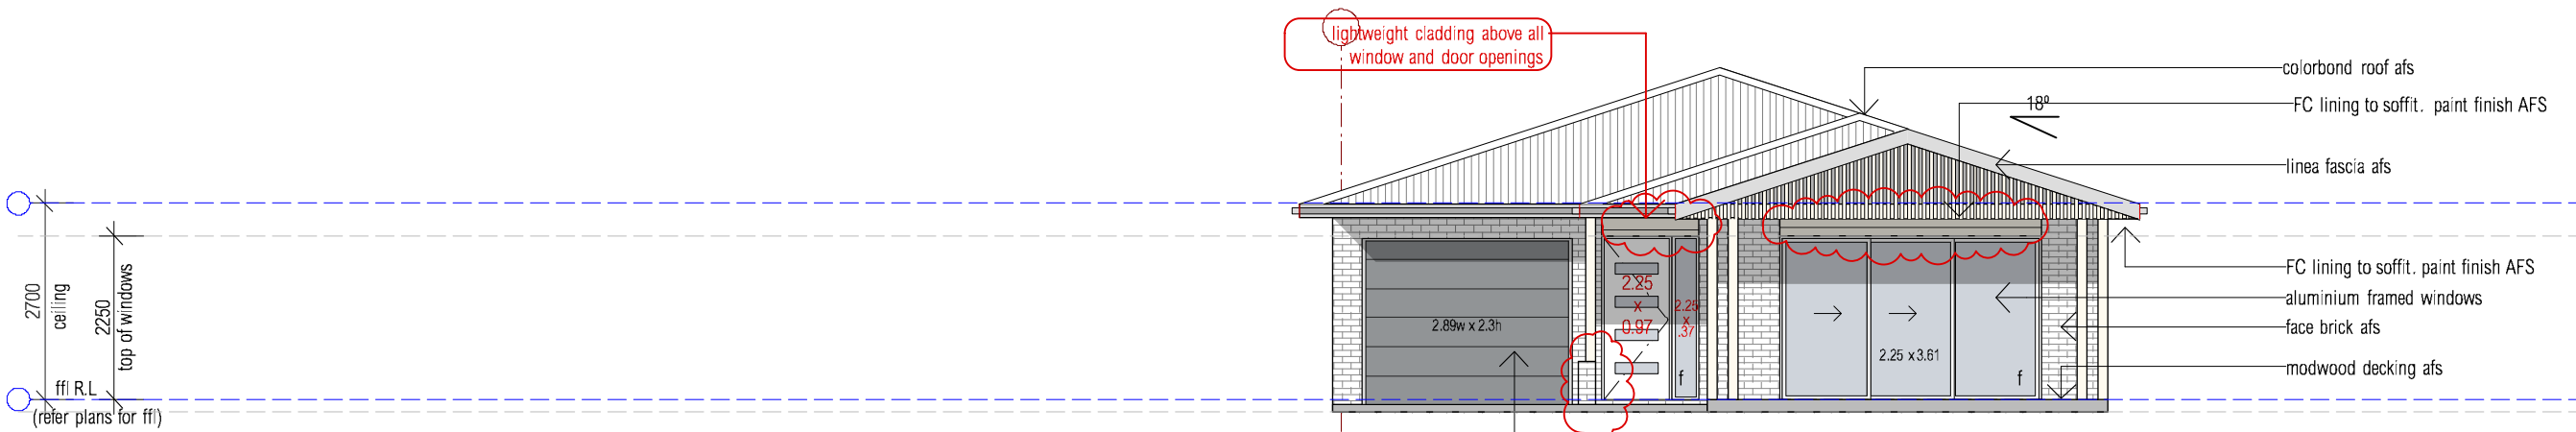 lightweight cladding above all
window and door openings
colorbond roof afs
FC lining to soffit. paint finish AFS
18º
linea fascia afs
2700
ceiling
2250
top of windows
FC lining to soffit. paint finish AFS
aluminium framed windows
face brick afs
modwood decking afs
2.89w x 2.3h
2.25
x
0.97
2.25
x
.37
2.25 x 3.61
f
f
ffl R.L
(refer plans for ffl)